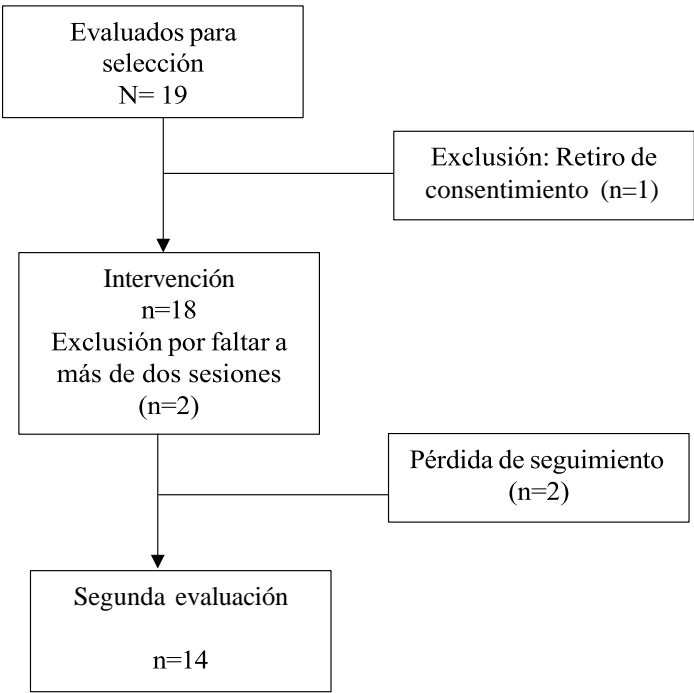 Evaluados para
selección
N= 19
Exclusión: Retiro de
consentimiento (n=1)
Intervención
n=18
Exclusión por faltar a
más de dos sesiones
(n=2)
Pérdida de seguimiento
(n=2)
Segunda evaluación
n=14